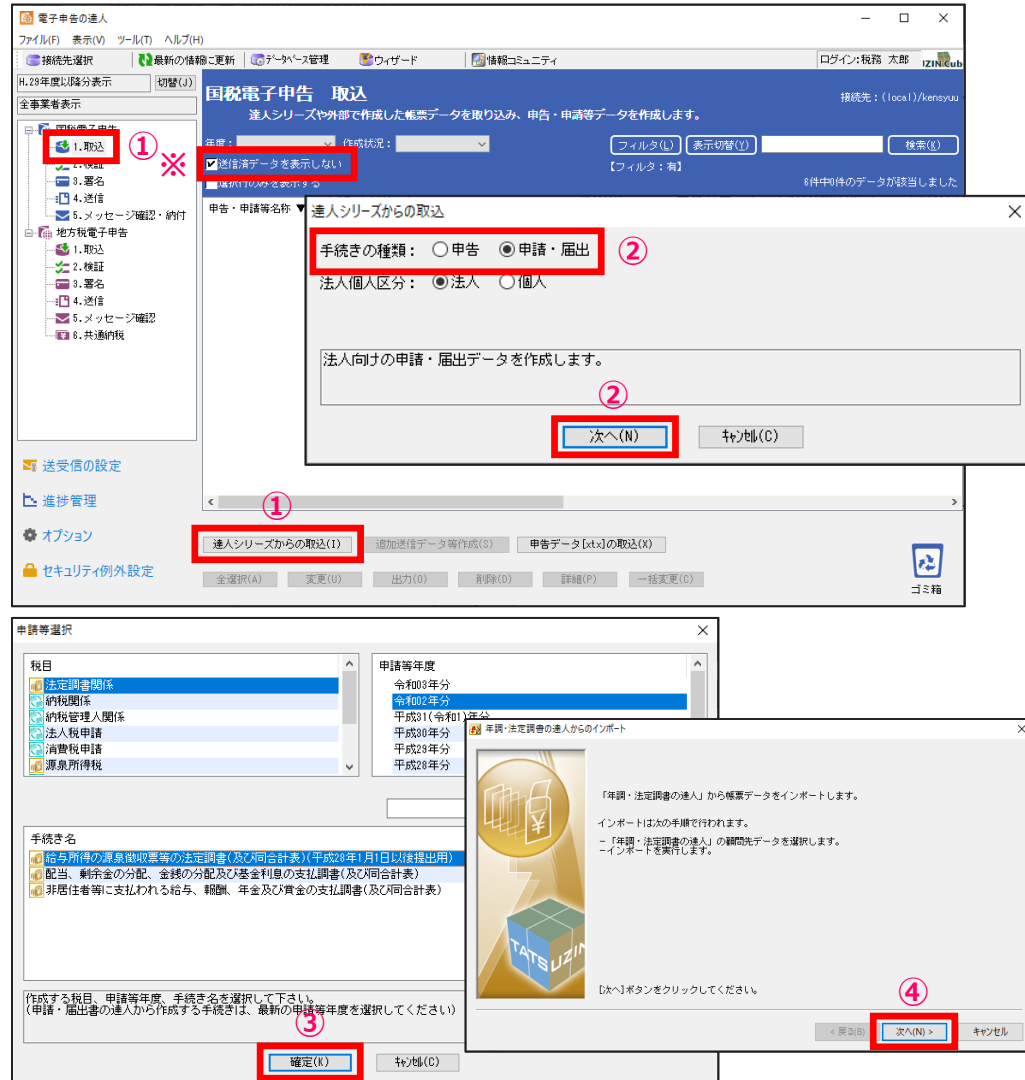 電子申告の達人
ファイル(F) 表示(V) ツール(T) ヘルプ(H)
接続先選択 最新の情報に更新 データベース管理 ウィザード 情報コミュニティ ログイン:税務 太郎
H.29年度以降分表示 切替(J)
全事業者表示
国税電子申告 取込
接続先：(local)/kensyuu
達人シリーズや外部で作成した帳票データを取り込み、申告・申請等データを作成します。
年度： 作成状況： フィルタ(L) 表示切替(Y) 検索(K)
送信済データを表示しない
【フィルタ：有】
選択行のみを表示する
6件中0件のデータが該当しました
申告・申請等名称 ▼
国税電子申告
1.取込
①
※
2.検証
3.署名
4.送信
5.メッセージ確認・納付
地方税電子申告
1.取込
2.検証
3.署名
4.送信
5.メッセージ確認
6.共通納税
達人シリーズからの取込
手続きの種類： 申告 申請・届出
②
法人個人区分： 法人 個人
法人向けの申請・届出データを作成します。
②
次へ(N) キャンセル(C)
送受信の設定
進捗管理
オプション
セキュリティ例外設定
①
達人シリーズからの取込(I) 追加送信データ等作成(S) 申告データ[xtx]の取込(X)
全選択(A) 変更(U) 出力(O) 削除(D) 詳細(P) 一括変更(C)
ゴミ箱
申請等選択
税目
法定調書関係
納税関係
納税管理人関係
法人税申請
消費税申請
源泉所得税
申請等年度
令和03年分
令和02年分
平成31(令和1)年分
平成30年分
平成29年分
平成28年分
手続き名
給与所得の源泉徴収票等の法定調書(及び同合計表)(平成28年1月1日以後提出用)
配当、剰余金の分配、金銭の分配及び基金利息の支払調書(及び同合計表)
非居住者等に支払われる給与、報酬、年金及び賞金の支払調書(及び同合計表)
作成する税目、申請等年度、手続き名を選択して下さい。
(申請・届出書の達人から作成する手続きは、最新の申請等年度を選択してください)
③
確定(K) キャンセル(C)
年調・法定調書の達人からのインポート
「年調・法定調書の達人」から帳票データをインポートします。
インポートは次の手順で行われます。
－「年調・法定調書の達人」の顧問先データを選択します。
－インポートを実行します。
TATSUZIN
[次へ]ボタンをクリックしてください。
④
< 戻る(B) 次へ(N) > キャンセル